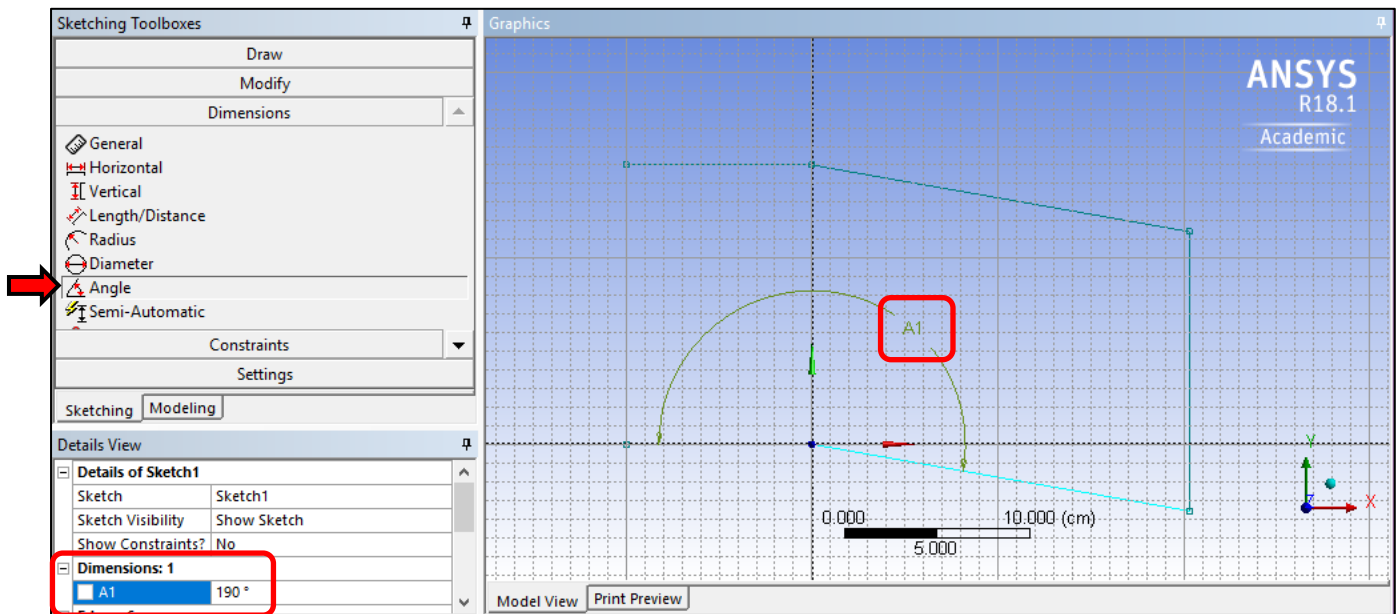 Sketching Toolboxes
Draw
Modify
Dimensions
General
Horizontal
Vertical
Length/Distance
Radius
Diameter
Angle
Semi-Automatic
Constraints
Settings
Sketching Modeling
Details View
Details of Sketch1
Sketch Sketch1
Sketch Visibility Show Sketch
Show Constraints? No
Dimensions: 1
A1 190 °
Graphics
ANSYS
R18.1
Academic
A1
0.000 10.000 (cm)
5.000
Y
Z X
Model View Print Preview